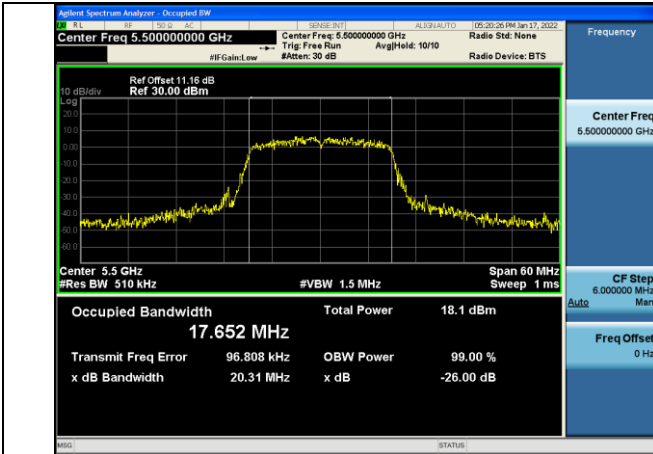 Agilent Spectrum Analyzer - Occupied BW
RL RF 50 Ω AC SENSE:INT ALIGNAUTO 05:20:26 PM Jan 17, 2022
Center Freq 5.500000000 GHz
Center Freq: 5.500000000 GHz Radio Std: None
Trig: Free Run Avg|Hold: 10/10
#IFGain:Low #Atten: 30 dB Radio Device: BTS
Ref Offset 11.16 dB
10 dB/div Ref 30.00 dBm
Log
20.0
10.0
0.00
-10.0
-20.0
-30.0
-40.0
-50.0
-60.0
Center 5.5 GHz Span 60 MHz
#Res BW 510 kHz #VBW 1.5 MHz Sweep 1 ms
Occupied Bandwidth Total Power 18.1 dBm
17.652 MHz
Transmit Freq Error 96.808 kHz OBW Power 99.00 %
x dB Bandwidth 20.31 MHz x dB -26.00 dB
MSG STATUS
Frequency
Center Freq
5.500000000 GHz
CF Step
6.000000 MHz
Auto Man
Freq Offset
0 Hz